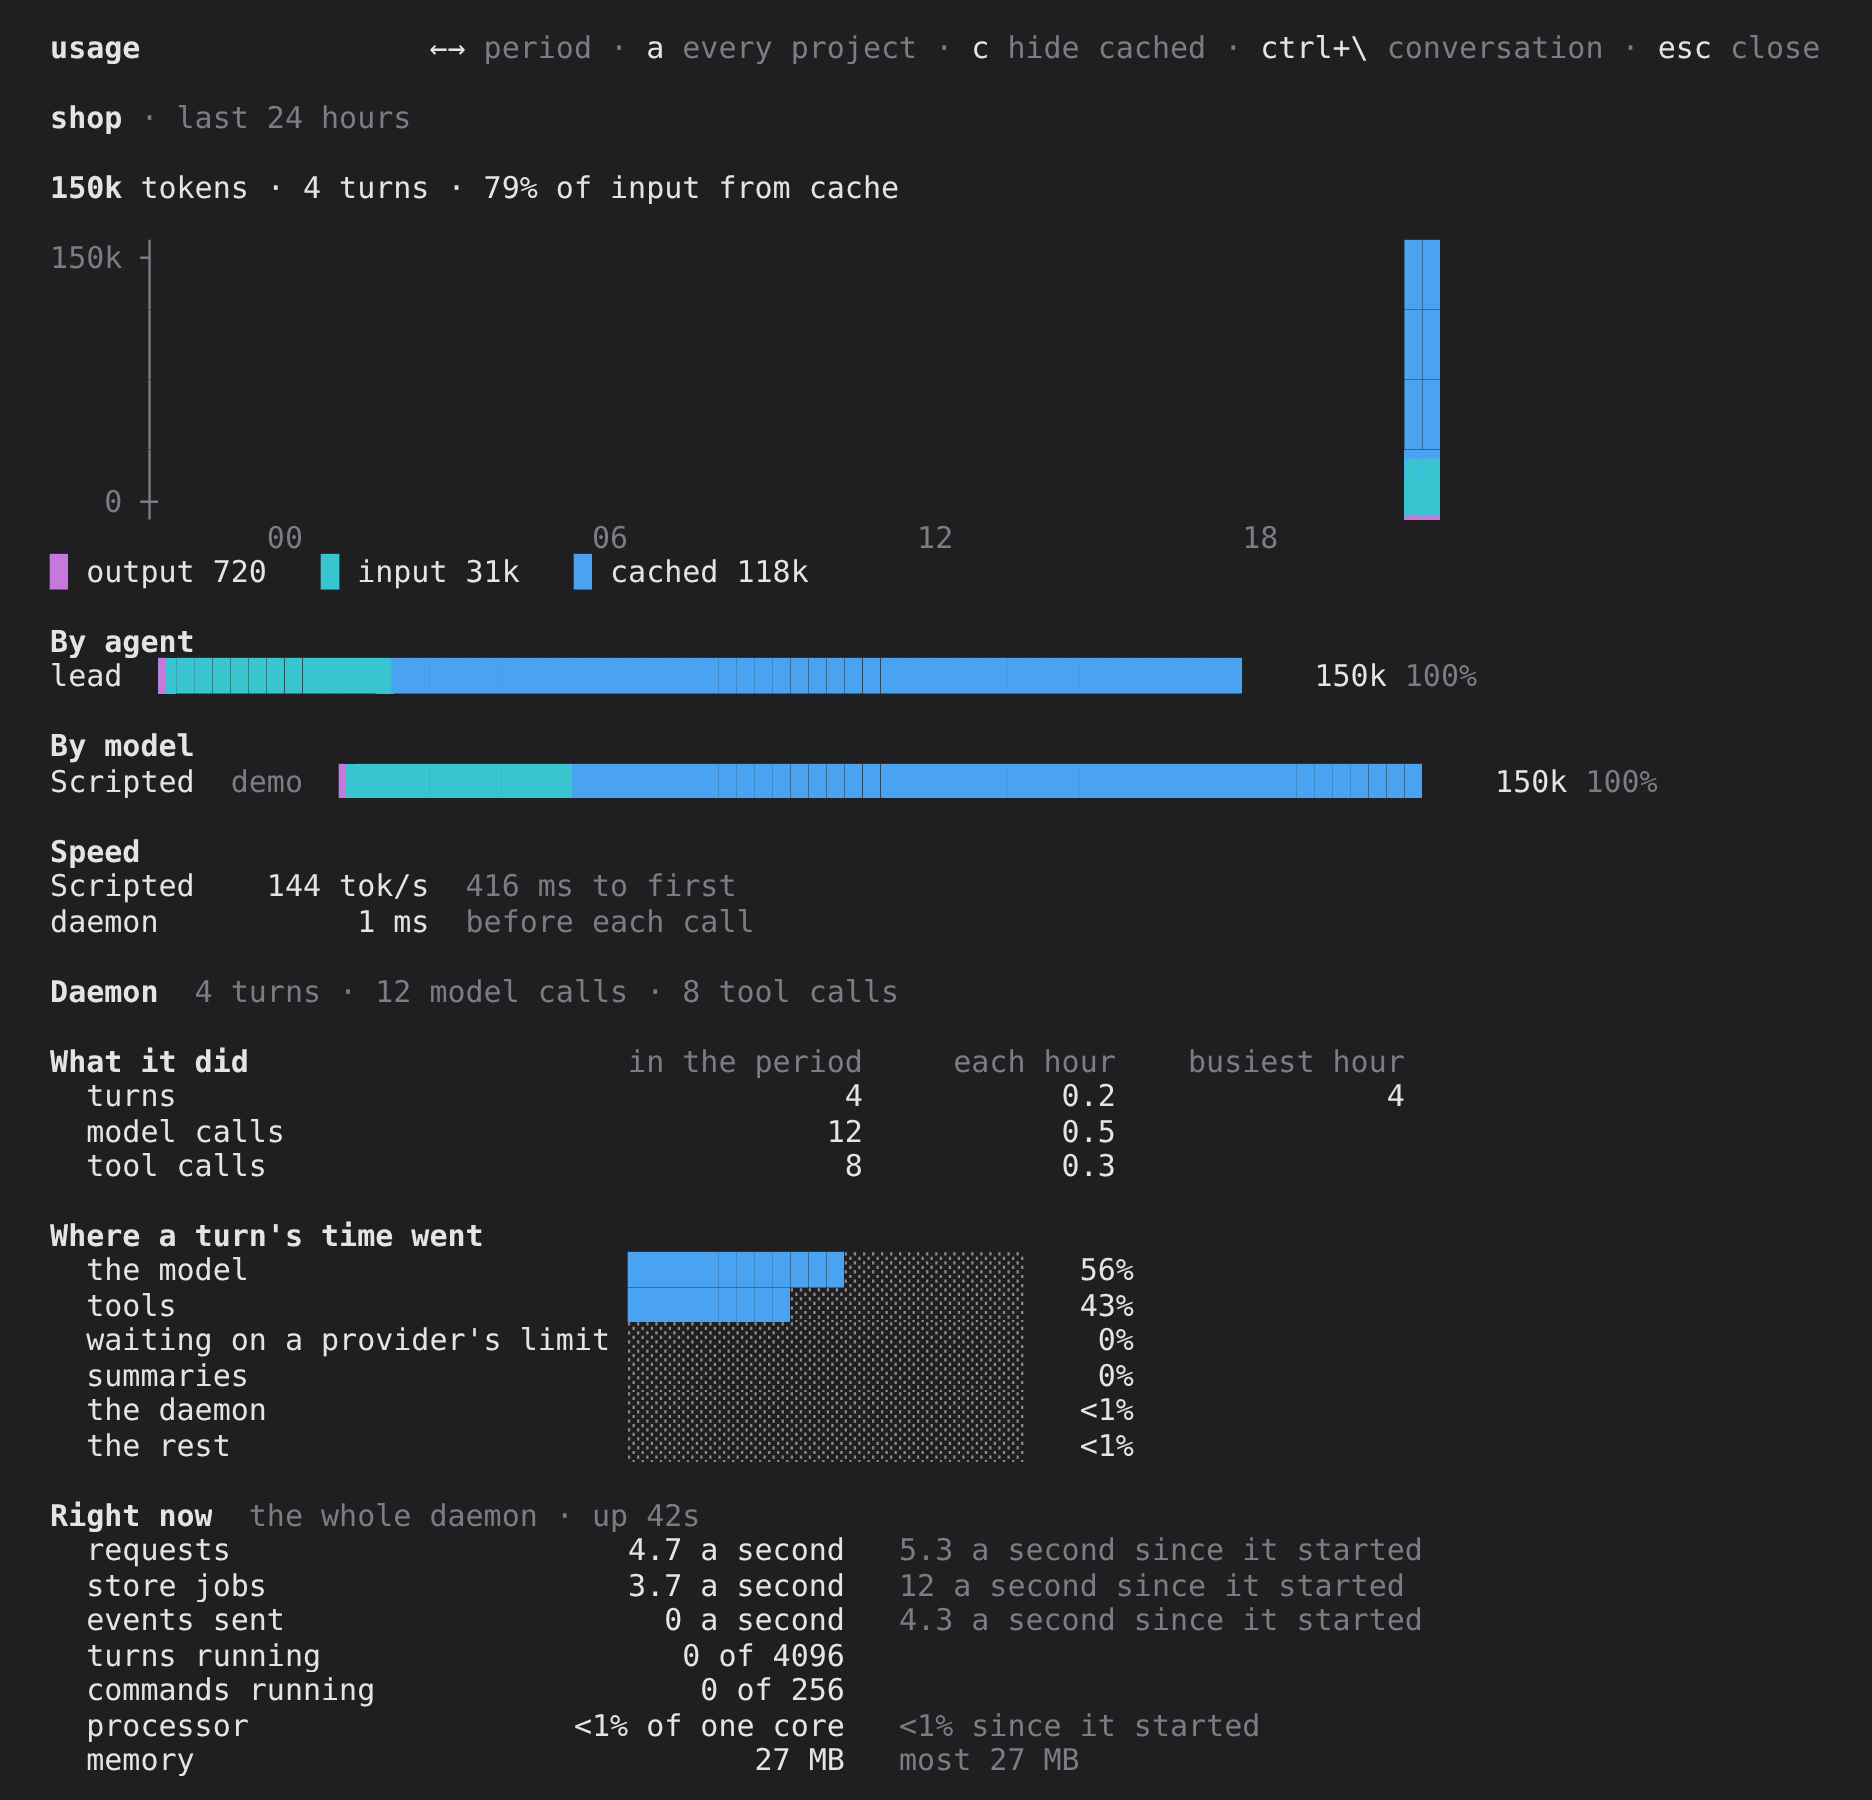 usage ←→ period · a every project · c hide cached · ctrl+\ conversation · esc close
shop · last 24 hours
150k tokens · 4 turns · 79% of input from cache
150k
0
00 06 12 18
output 720 input 31k cached 118k
By agent
lead 150k 100%
By model
Scripted demo 150k 100%
Speed
Scripted 144 tok/s 416 ms to first
daemon 1 ms before each call
Daemon 4 turns · 12 model calls · 8 tool calls
What it did in the period each hour busiest hour
turns 4 0.2 4
model calls 12 0.5
tool calls 8 0.3
Where a turn's time went
the model 56%
tools 43%
waiting on a provider's limit 0%
summaries 0%
the daemon <1%
the rest <1%
Right now the whole daemon · up 42s
requests 4.7 a second 5.3 a second since it started
store jobs 3.7 a second 12 a second since it started
events sent 0 a second 4.3 a second since it started
turns running 0 of 4096
commands running 0 of 256
processor <1% of one core <1% since it started
memory 27 MB most 27 MB